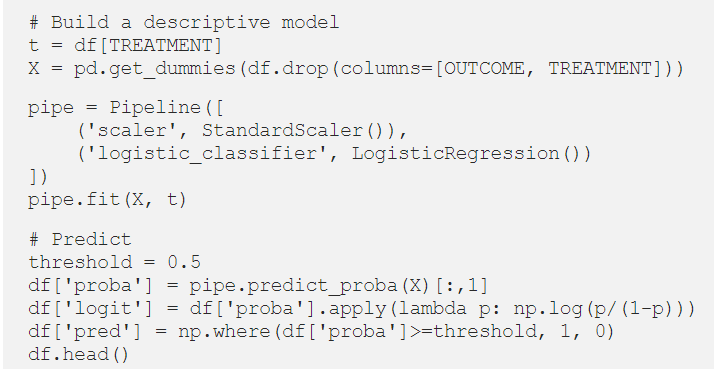 # Build a descriptive model
t = df[TREATMENT]
X = pd.get_dummies(df.drop(columns=[OUTCOME, TREATMENT]))
pipe = Pipeline([
    ('scaler', StandardScaler()),
    ('logistic_classifier', LogisticRegression())
])
pipe.fit(X, t)
# Predict
threshold = 0.5
df['proba'] = pipe.predict_proba(X)[:,1]
df['logit'] = df['proba'].apply(lambda p: np.log(p/(1-p)))
df['pred'] = np.where(df['proba']>=threshold, 1, 0)
df.head()